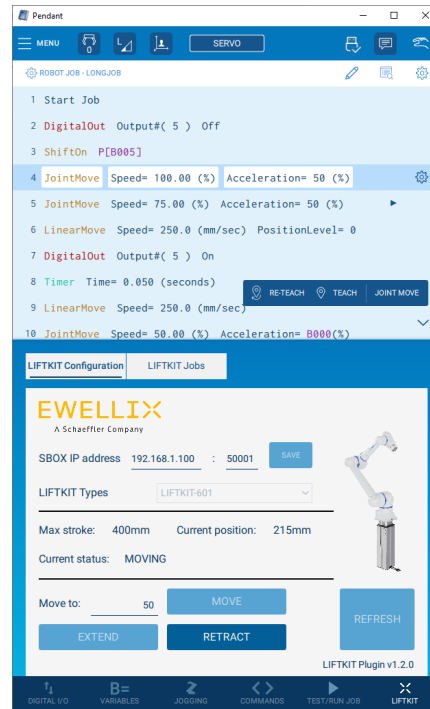 Pendant
MENU 0 SERVO
ROBOT JOB - LONGJOB
1 Start Job
2 DigitalOut Output#( 5 ) Off
3 ShiftOn P[B005]
4 JointMove Speed= 100.00 (%) Acceleration= 50 (%)
5 JointMove Speed= 75.00 (%) Acceleration= 50 (%)
6 LinearMove Speed= 250.0 (mm/sec) PositionLevel= 0
7 DigitalOut Output#( 5 ) On
8 Timer Time= 0.050 (seconds)
RE-TEACH TEACH JOINT MOVE
9 LinearMove Speed= 250.0 (mm/sec)
10 JointMove Speed= 50.00 (%) Acceleration= B000(%)
LIFTKIT Configuration LIFTKIT Jobs
EWELLIX
A Schaeffler Company
SBOX IP address 192.168.1.100 : 50001 SAVE
LIFTKIT Types LIFTKIT-601
Max stroke: 400mm Current position: 215mm
Current status: MOVING
Move to: 50 MOVE
REFRESH
EXTEND RETRACT
LIFTKIT Plugin v1.2.0
B=
DIGITAL I/O VARIABLES JOGGING COMMANDS TEST/RUN JOB LIFTKIT